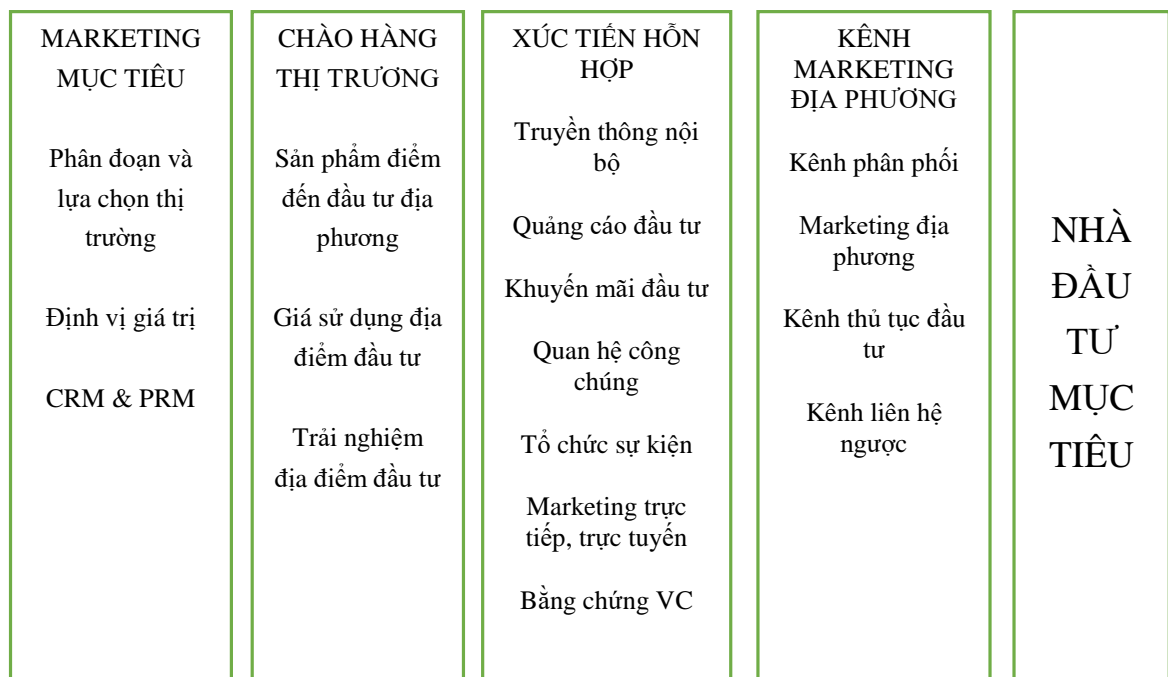 MARKETING
MỤC TIÊU
Phân đoạn và
lựa chọn thị
trường
Định vị giá trị
CRM & PRM
CHÀO HÀNG
THỊ TRƯƠNG
Sản phẩm điểm
đến đầu tư địa
phương
Giá sử dụng địa
điểm đầu tư
Trải nghiệm
địa điểm đầu tư
XÚC TIẾN HỖN
HỢP
Truyền thông nội
bộ
Quảng cáo đầu tư
Khuyến mãi đầu tư
Quan hệ công
chúng
Tổ chức sự kiện
Marketing trực
tiếp, trực tuyến
Bằng chứng VC
KÊNH
MARKETING
ĐỊA PHƯƠNG
Kênh phân phối
Marketing địa
phương
Kênh thủ tục đầu
tư
Kênh liên hệ
ngược
NHÀ
ĐẦU
TƯ
MỤC
TIÊU